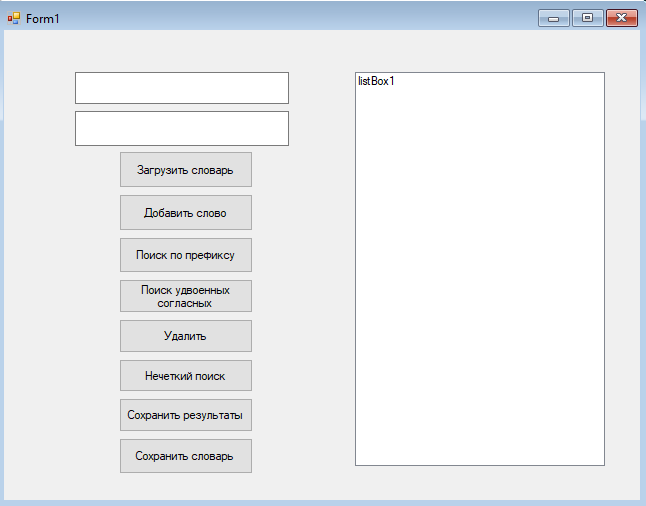 Form1
listBox1
Загрузить словарь
Добавить слово
Поиск по префиксу
Поиск удвоенных
согласных
Удалить
Нечеткий поиск
Сохранить результаты
Сохранить словарь